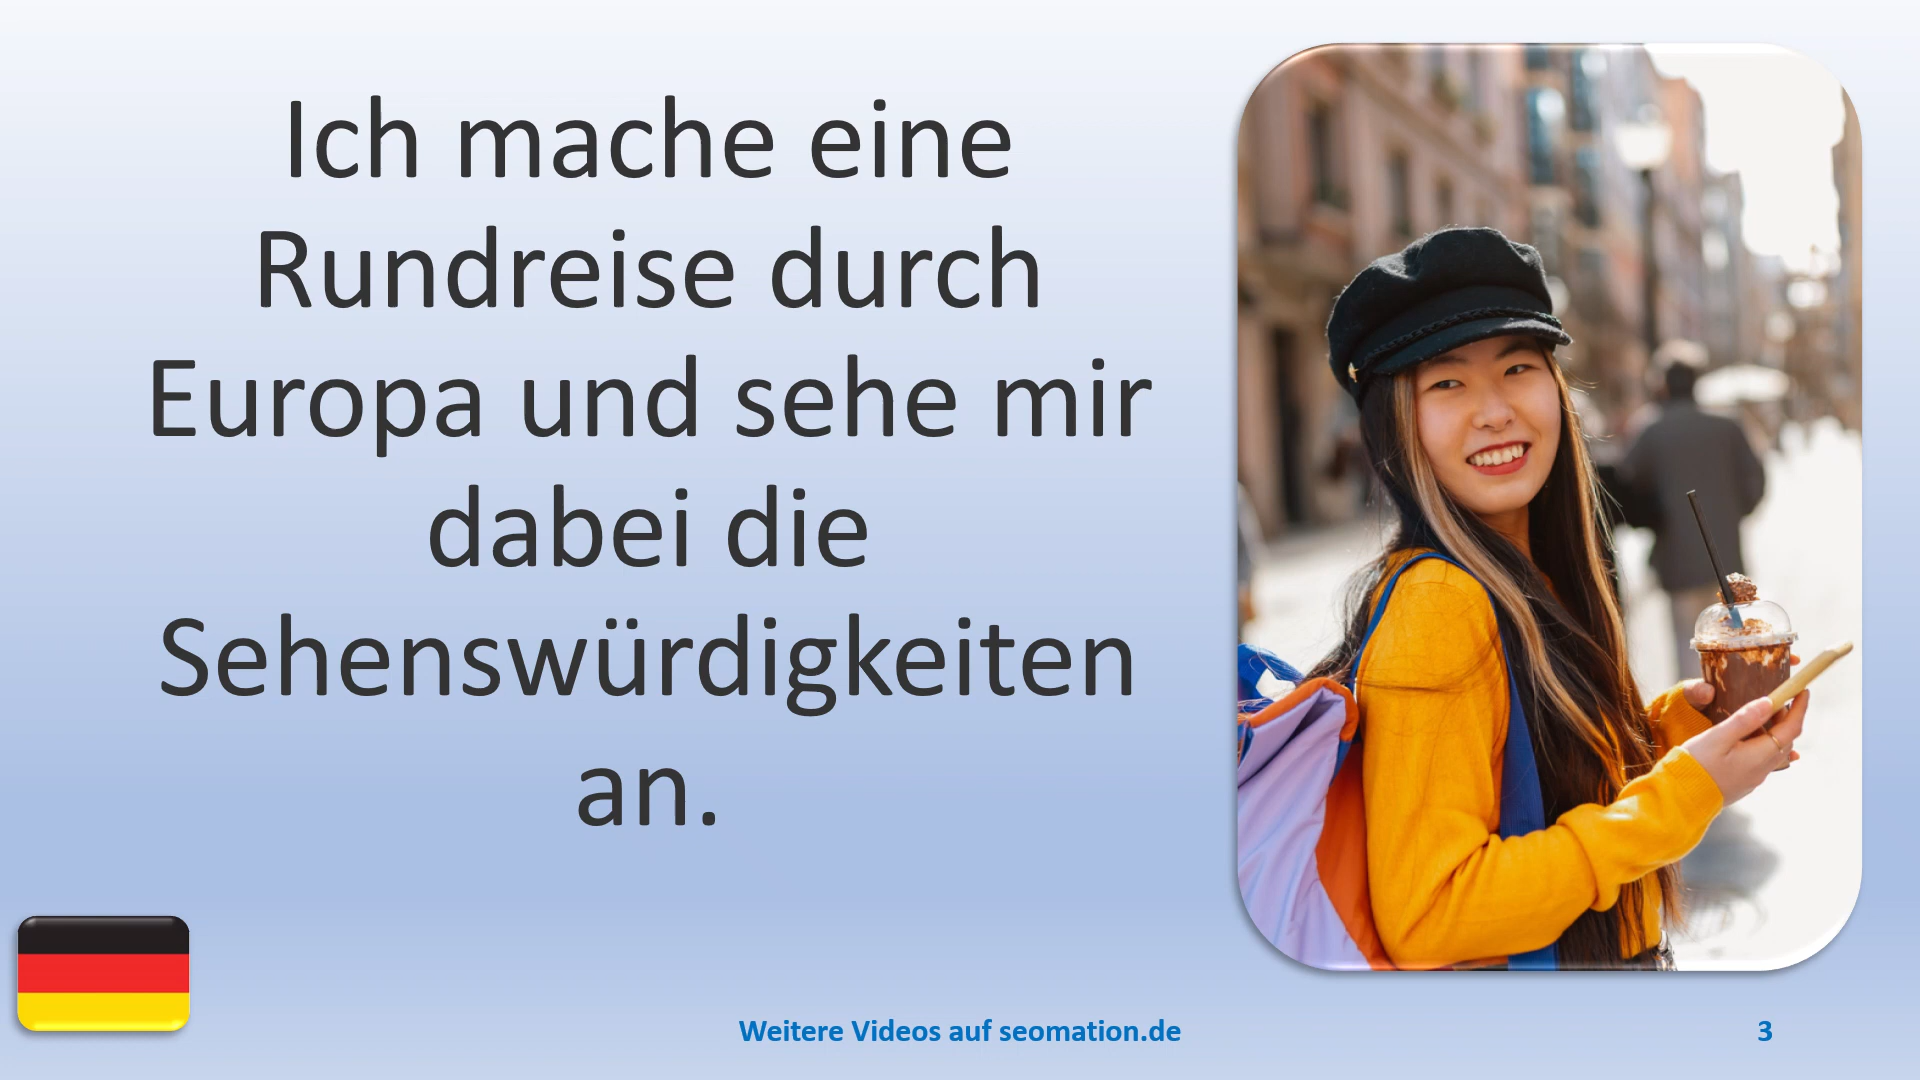 Ich mache eine
Rundreise durch
Europa und sehe mir
dabei die
Sehenswürdigkeiten
an.
Weitere Videos auf seomation.de
3